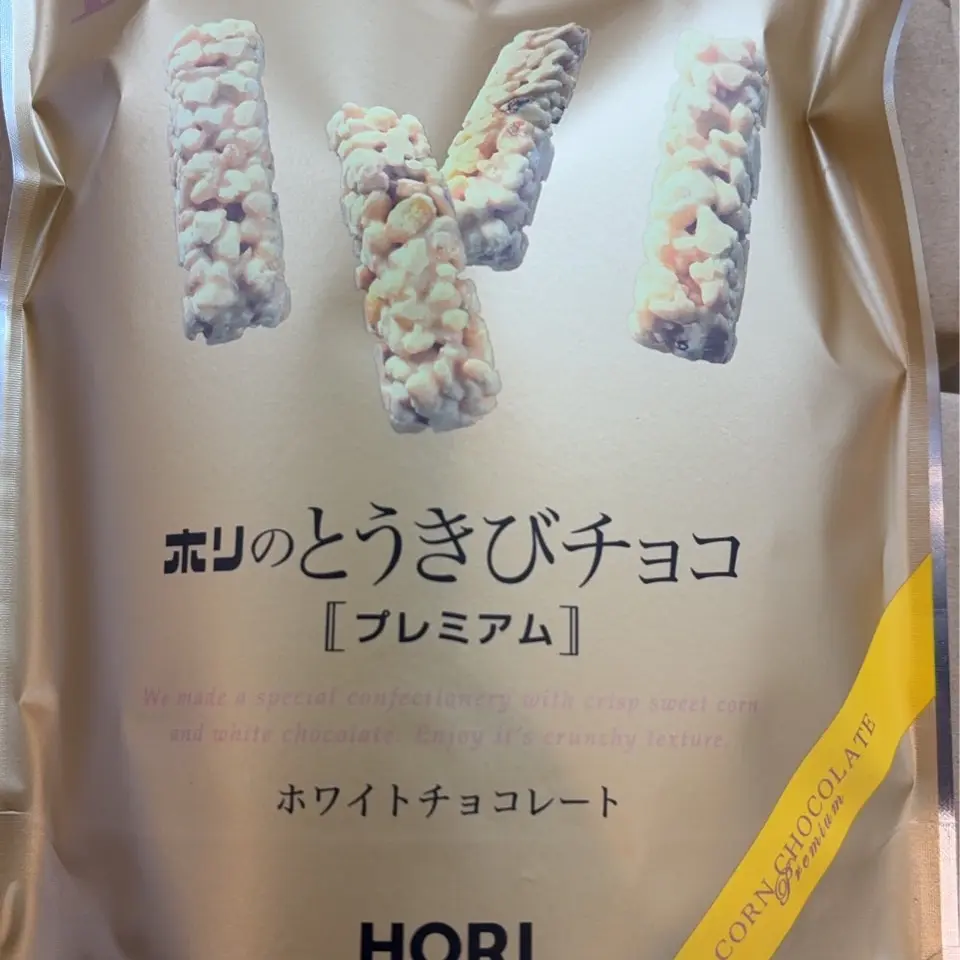 ホリのとうきびチョコ
[プレミアム]
We made a special confectionery with crisp sweet corn
and white chocolate. Enjoy it's crunchy texture.
ホワイトチョコレート
CORN CHOCOLATE
Premium
HORI